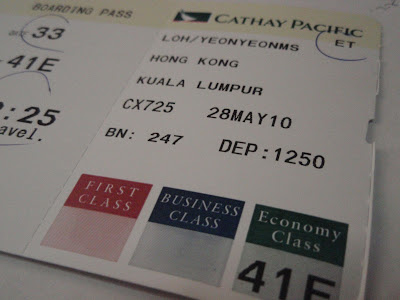 BOARDING PASS
33
41E
:25
avel.
CATHAY PACIFIC
LOH/YEONYEONMS ET
HONG KONG
KUALA LUMPUR
CX725 28MAY10
BN: 247 DEP:1250
FIRST
CLASS
BUSINESS
CLASS
Economy
Class
41E